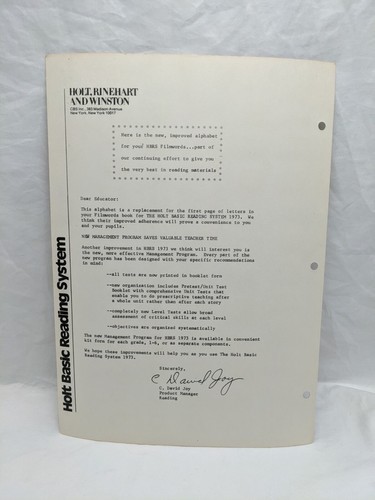 HOLT, RINEHART
AND WINSTON
CBS Inc., 383 Madison Avenue
New York, New York 10017
Here is the new, improved alphabet
for your HBRS Filmwords...part of
our continuing effort to give you
the very best in reading materials
Dear Educator:
This alphabet is a replacement for the first page of letters in
your Filmwords book for THE HOLT BASIC READING SYSTEM 1973. We
think their improved adherence will prove a convenience to you
and your pupils.
NEW MANAGEMENT PROGRAM SAVES VALUABLE TEACHER TIME
Another improvement in HBRS 1973 we think will interest you is
the new, more effective Management Program. Every part of the
new program has been designed with your specific recommendations
in mind:
--all tests are now printed in booklet form
--new organization includes Pretest/Unit Test
Booklet with comprehensive Unit Tests that
enable you to do prescriptive teaching after
a whole unit rather than after each story
--completely new Level Tests allow broad
assessment of critical skills at each level
--objectives are organized systematically
The new Management Program for HBRS 1973 is available in convenient
kit form for each grade, 1-6, or as separate components.
We hope these improvements will help you as you use The Holt Basic
Reading System 1973.
Sincerely,
C. David Joy
C. David Joy
Product Manager
Reading
Holt Basic Reading System